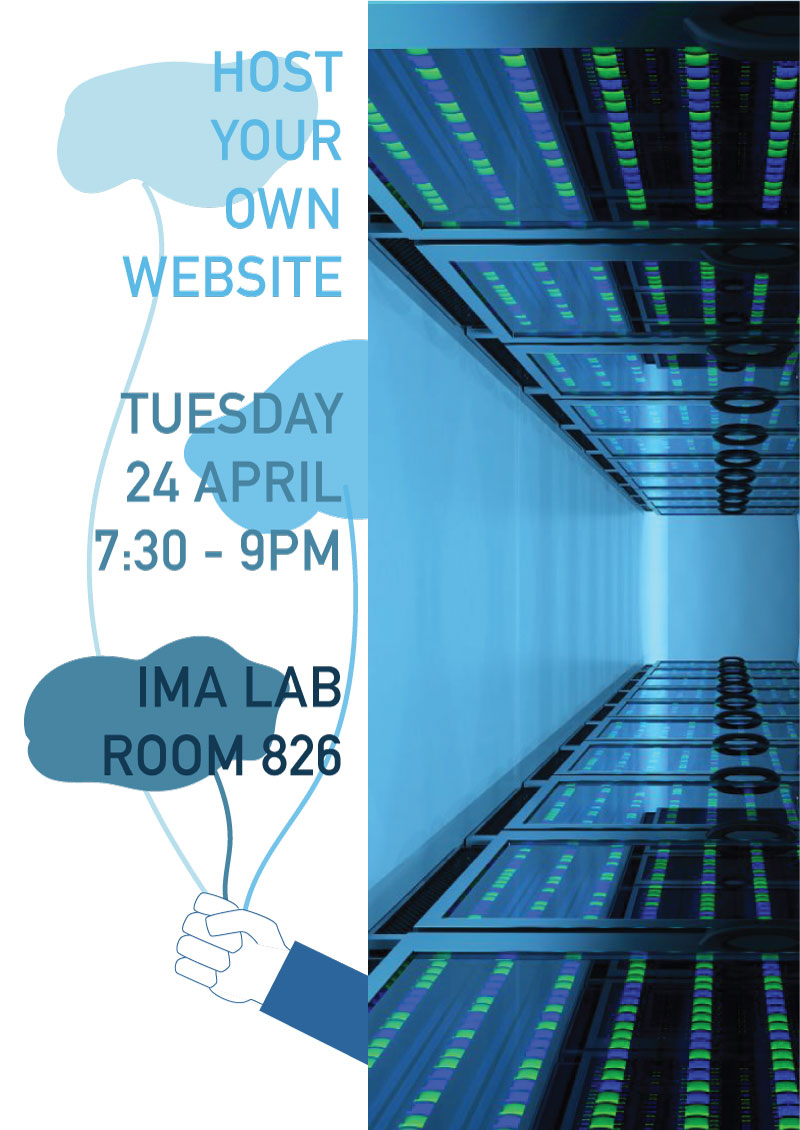 HOST
YOUR
OWN
WEBSITE
TUESDAY
24 APRIL
7:30 - 9PM
IMA LAB
ROOM 826